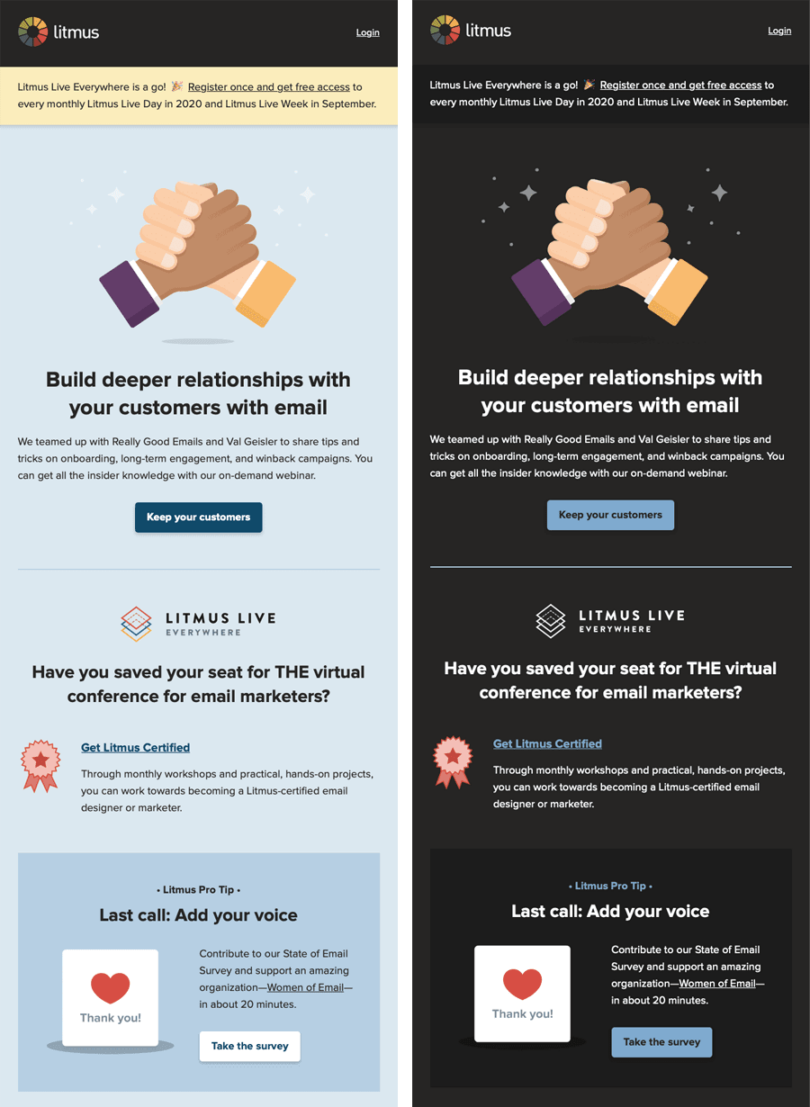 litmus
Login
Litmus Live Everywhere is a go! 🎉 Register once and get free access to
every monthly Litmus Live Day in 2020 and Litmus Live Week in September.
Build deeper relationships with
your customers with email
We teamed up with Really Good Emails and Val Geisler to share tips and
tricks on onboarding, long-term engagement, and winback campaigns. You
can get all the insider knowledge with our on-demand webinar.
Keep your customers
LITMUS LIVE
EVERYWHERE
Have you saved your seat for THE virtual
conference for email marketers?
Get Litmus Certified
Through monthly workshops and practical, hands-on projects,
you can work towards becoming a Litmus-certified email
designer or marketer.
• Litmus Pro Tip •
Last call: Add your voice
Thank you!
Contribute to our State of Email
Survey and support an amazing
organization—Women of Email—
in about 20 minutes.
Take the survey
litmus
Login
Litmus Live Everywhere is a go! 🎉 Register once and get free access to
every monthly Litmus Live Day in 2020 and Litmus Live Week in September.
Build deeper relationships with
your customers with email
We teamed up with Really Good Emails and Val Geisler to share tips and
tricks on onboarding, long-term engagement, and winback campaigns. You
can get all the insider knowledge with our on-demand webinar.
Keep your customers
LITMUS LIVE
EVERYWHERE
Have you saved your seat for THE virtual
conference for email marketers?
Get Litmus Certified
Through monthly workshops and practical, hands-on projects,
you can work towards becoming a Litmus-certified email
designer or marketer.
• Litmus Pro Tip •
Last call: Add your voice
Thank you!
Contribute to our State of Email
Survey and support an amazing
organization—Women of Email—
in about 20 minutes.
Take the survey